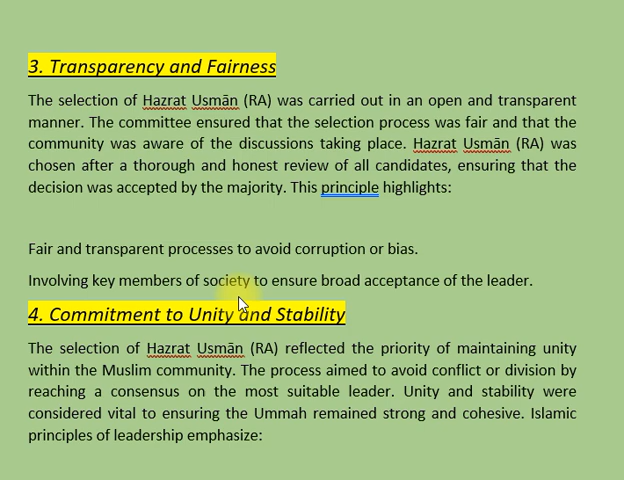 3. Transparency and Fairness
The selection of Hazrat Usmān (RA) was carried out in an open and transparent
manner. The committee ensured that the selection process was fair and that the
community was aware of the discussions taking place. Hazrat Usmān (RA) was
chosen after a thorough and honest review of all candidates, ensuring that the
decision was accepted by the majority. This principle highlights:
Fair and transparent processes to avoid corruption or bias.
Involving key members of society to ensure broad acceptance of the leader.
4. Commitment to Unity and Stability
The selection of Hazrat Usmān (RA) reflected the priority of maintaining unity
within the Muslim community. The process aimed to avoid conflict or division by
reaching a consensus on the most suitable leader. Unity and stability were
considered vital to ensuring the Ummah remained strong and cohesive. Islamic
principles of leadership emphasize: